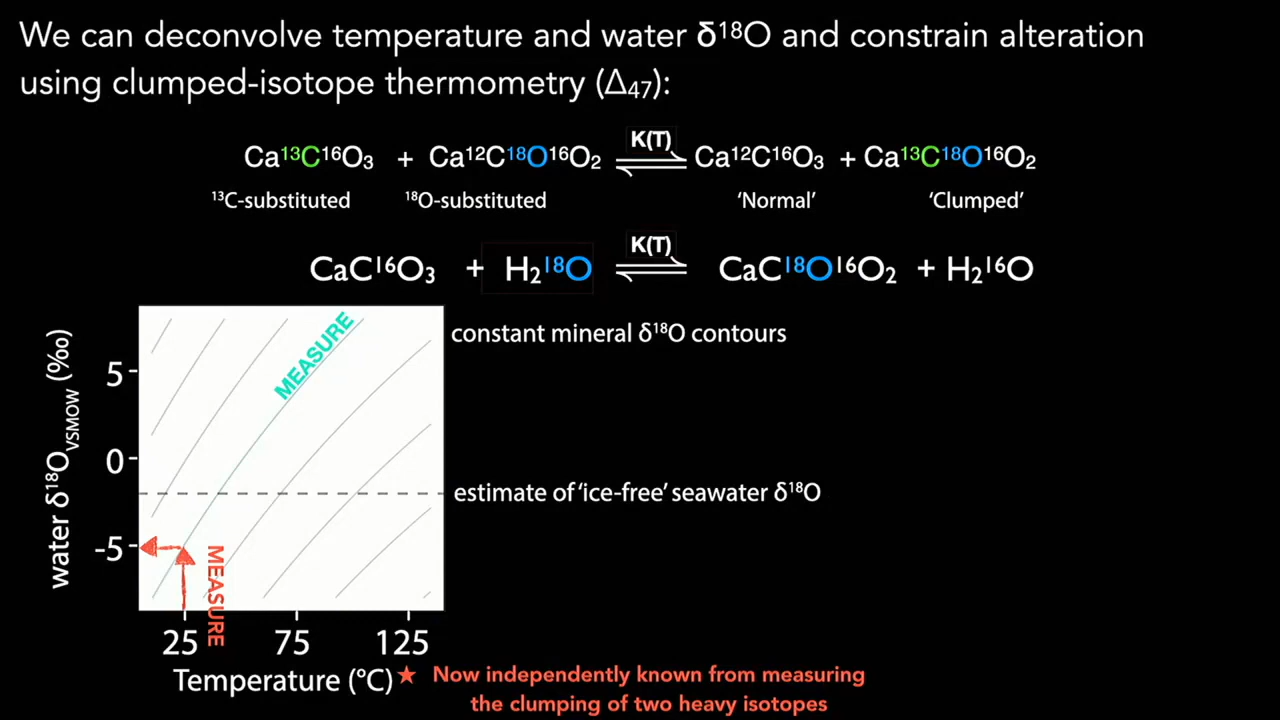 We can deconvolve temperature and water δ¹⁸O and constrain alteration
using clumped-isotope thermometry (Δ₄₇):
K(T)
Ca¹³C¹⁶O₃ + Ca¹²C¹⁸O¹⁶O₂ Ca¹²C¹⁶O₃ + Ca¹³C¹⁸O¹⁶O₂
¹³C-substituted ¹⁸O-substituted 'Normal' 'Clumped'
K(T)
CaC¹⁶O₃ + H₂¹⁸O CaC¹⁸O¹⁶O₂ + H₂¹⁶O
constant mineral δ¹⁸O contours
MEASURE
water δ¹⁸O_VSMOW (‰)
5
0
-5
estimate of 'ice-free' seawater δ¹⁸O
MEASURE
25 75 125
Temperature (°C)
★ Now independently known from measuring
the clumping of two heavy isotopes